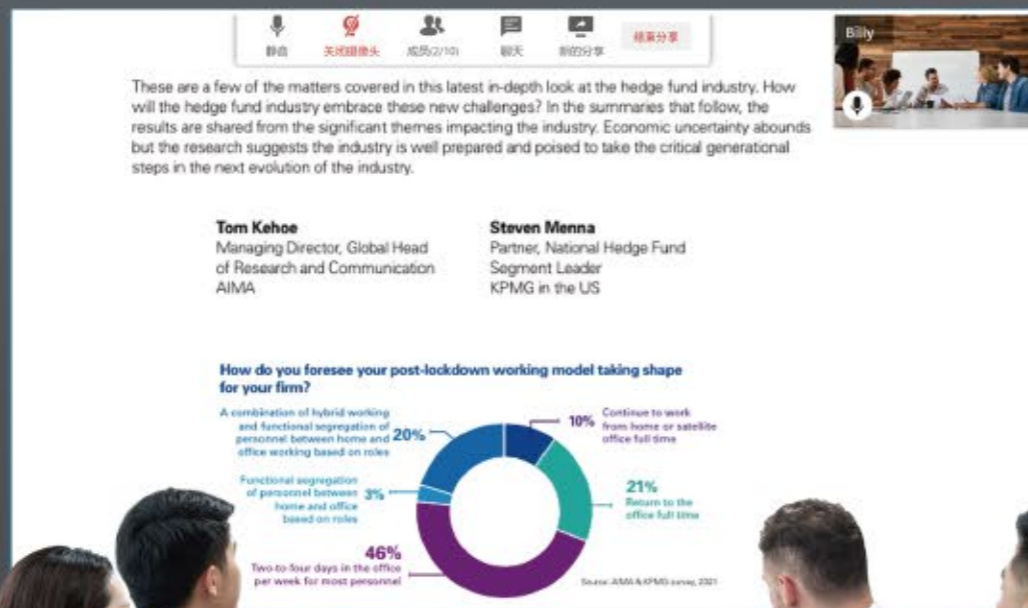 静音
关闭摄像头
成员(2/10)
聊天
新的分享
结束分享
Billy
These are a few of the matters covered in this latest in-depth look at the hedge fund industry. How
will the hedge fund industry embrace these new challenges? In the summaries that follow, the
results are shared from the significant themes impacting the industry. Economic uncertainty abounds
but the research suggests the industry is well prepared and poised to take the critical generational
steps in the next evolution of the industry.
Tom Kehoe
Managing Director, Global Head
of Research and Communication
AIMA
Steven Menna
Partner, National Hedge Fund
Segment Leader
KPMG in the US
How do you foresee your post-lockdown working model taking shape
for your firm?
A combination of hybrid working
and functional segregation of
personnel between home and
office working based on roles
20%
10%
Continue to work
from home or satellite
office full time
Functional segregation
of personnel between
home and office
based on roles
3%
21%
Return to the
office full time
46%
Two-to-four days in the office
per week for most personnel
Source: AIMA & KPMG survey, 2021